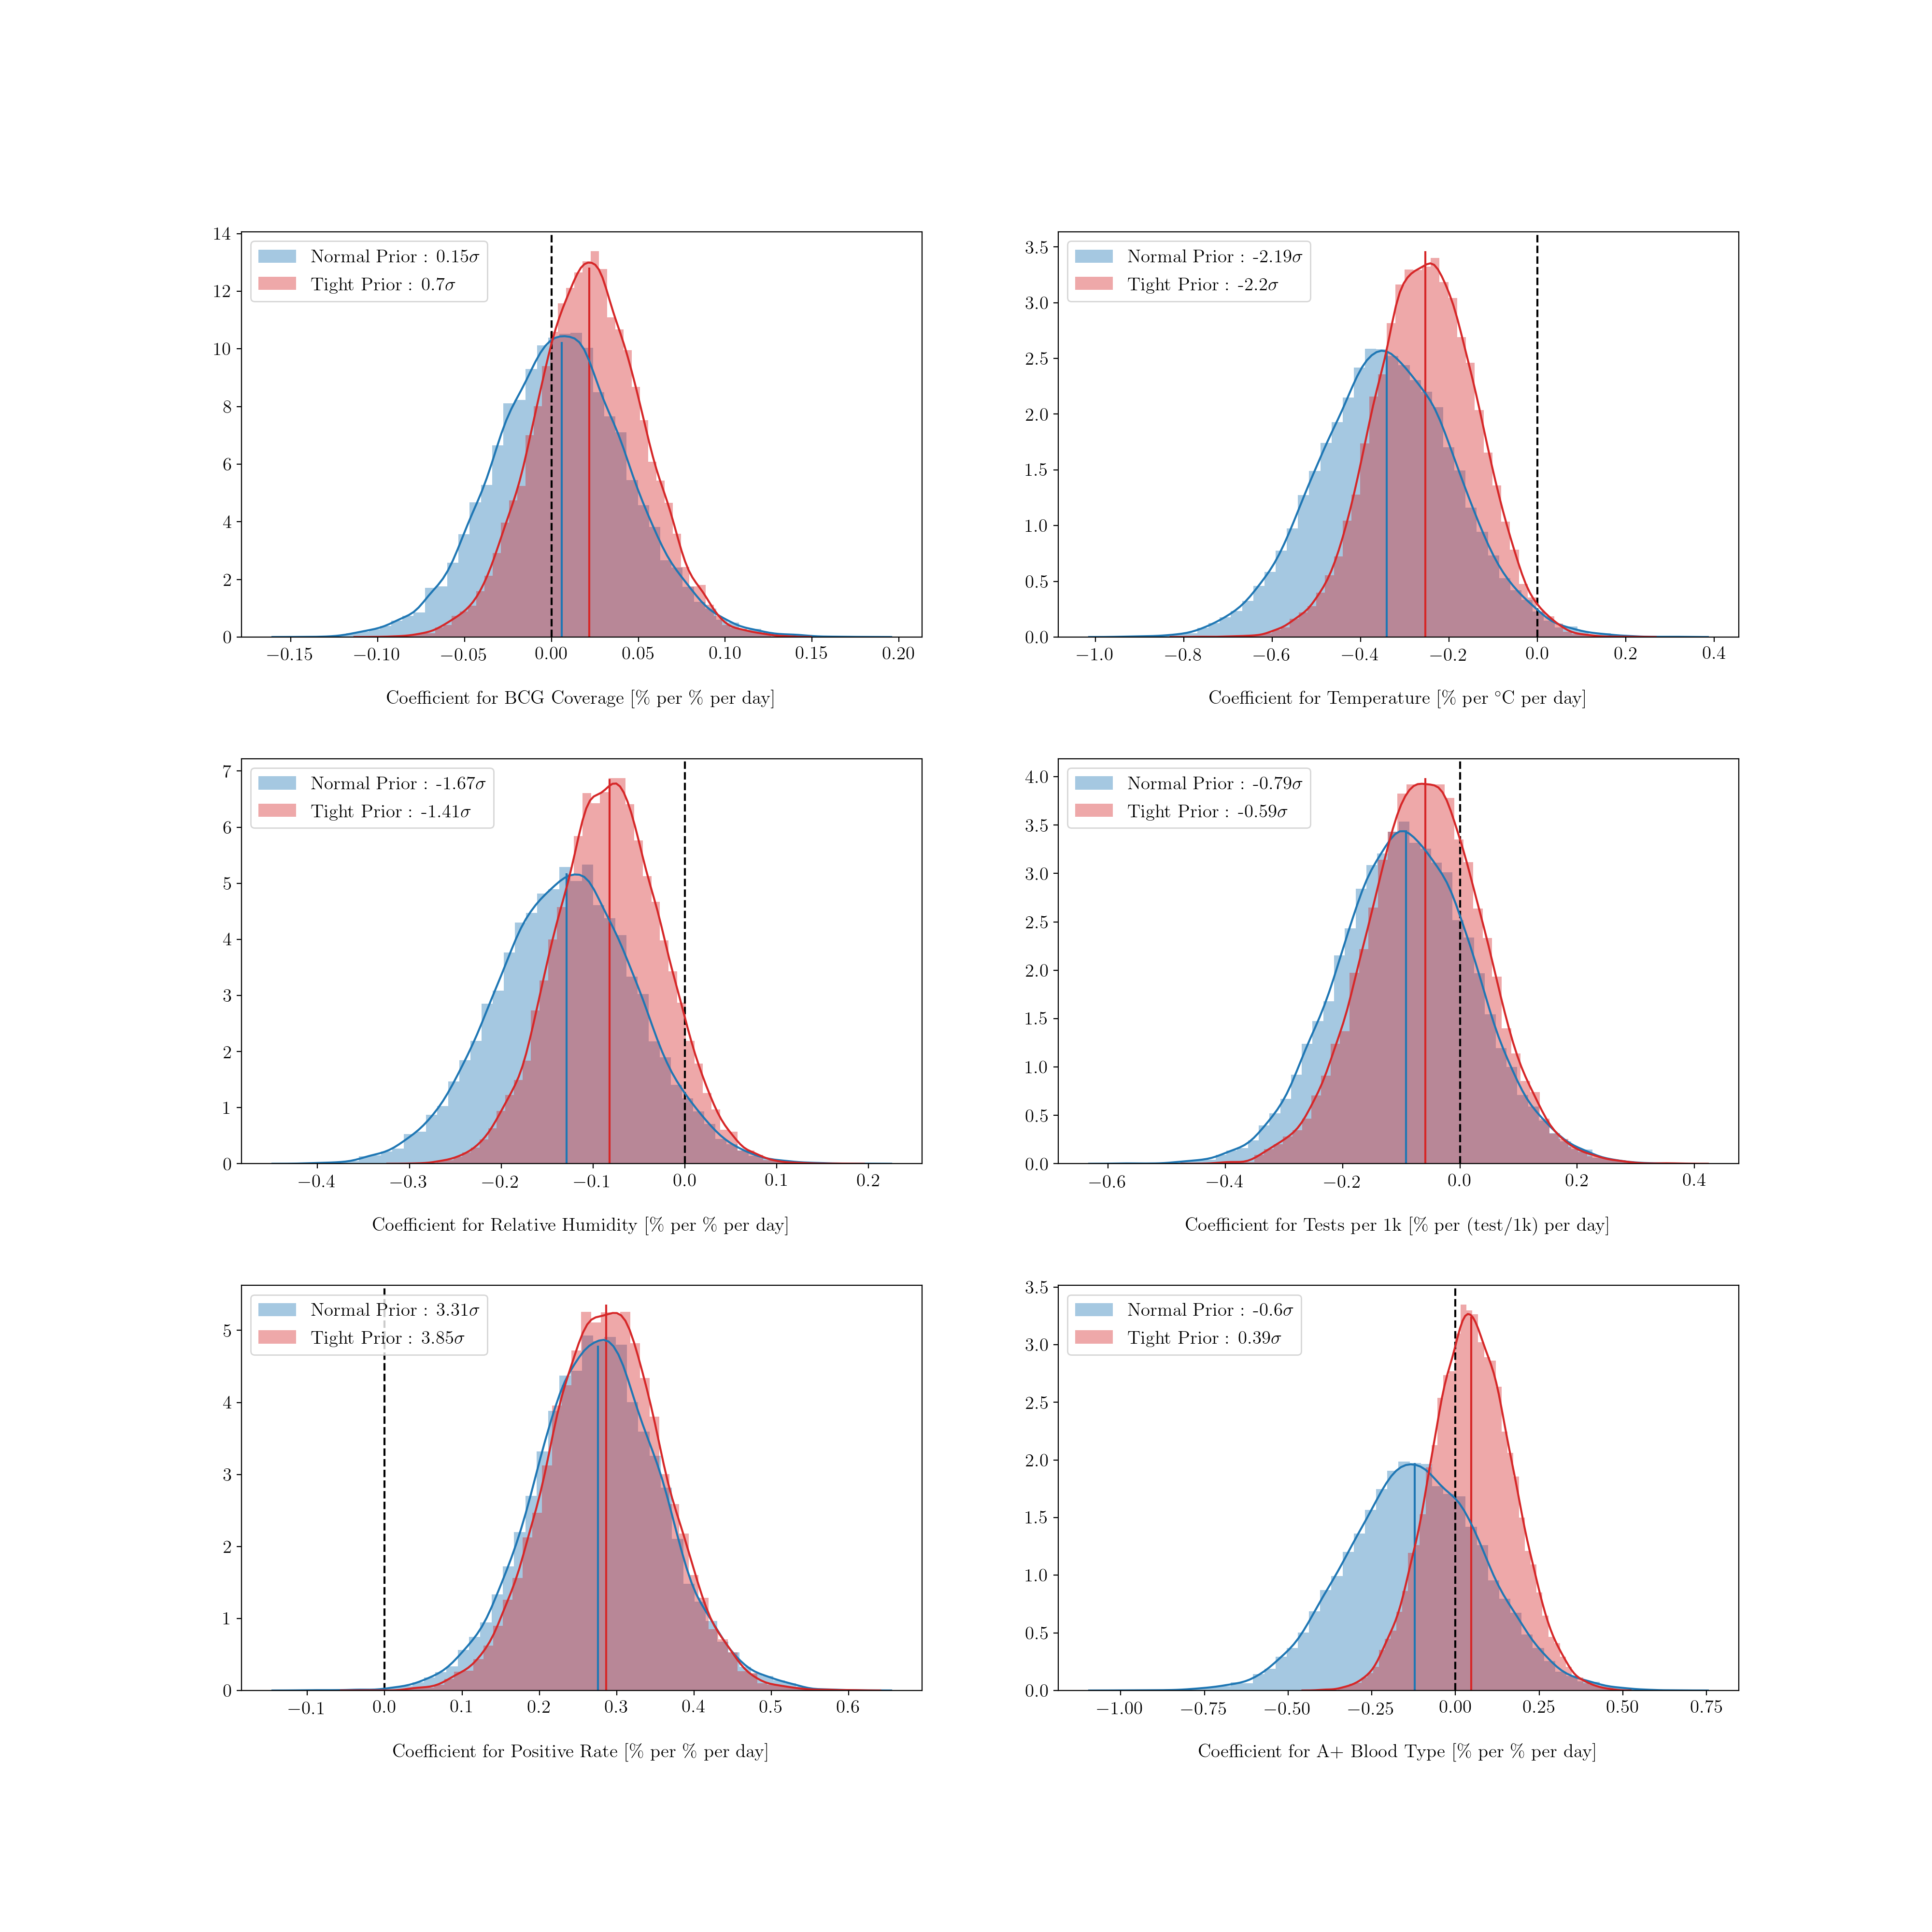 14
12
10
8
6
4
2
0
Normal Prior : 0.15σ
Tight Prior : 0.7σ
−0.15 −0.10 −0.05 0.00 0.05 0.10 0.15 0.20
Coefficient for BCG Coverage [% per % per day]
3.5
3.0
2.5
2.0
1.5
1.0
0.5
0.0
Normal Prior : -2.19σ
Tight Prior : -2.2σ
−1.0 −0.8 −0.6 −0.4 −0.2 0.0 0.2 0.4
Coefficient for Temperature [% per °C per day]
7
6
5
4
3
2
1
0
Normal Prior : -1.67σ
Tight Prior : -1.41σ
−0.4 −0.3 −0.2 −0.1 0.0 0.1 0.2
Coefficient for Relative Humidity [% per % per day]
4.0
3.5
3.0
2.5
2.0
1.5
1.0
0.5
0.0
Normal Prior : -0.79σ
Tight Prior : -0.59σ
−0.6 −0.4 −0.2 0.0 0.2 0.4
Coefficient for Tests per 1k [% per (test/1k) per day]
5
4
3
2
1
0
Normal Prior : 3.31σ
Tight Prior : 3.85σ
−0.1 0.0 0.1 0.2 0.3 0.4 0.5 0.6
Coefficient for Positive Rate [% per % per day]
3.5
3.0
2.5
2.0
1.5
1.0
0.5
0.0
Normal Prior : -0.6σ
Tight Prior : 0.39σ
−1.00 −0.75 −0.50 −0.25 0.00 0.25 0.50 0.75
Coefficient for A+ Blood Type [% per % per day]